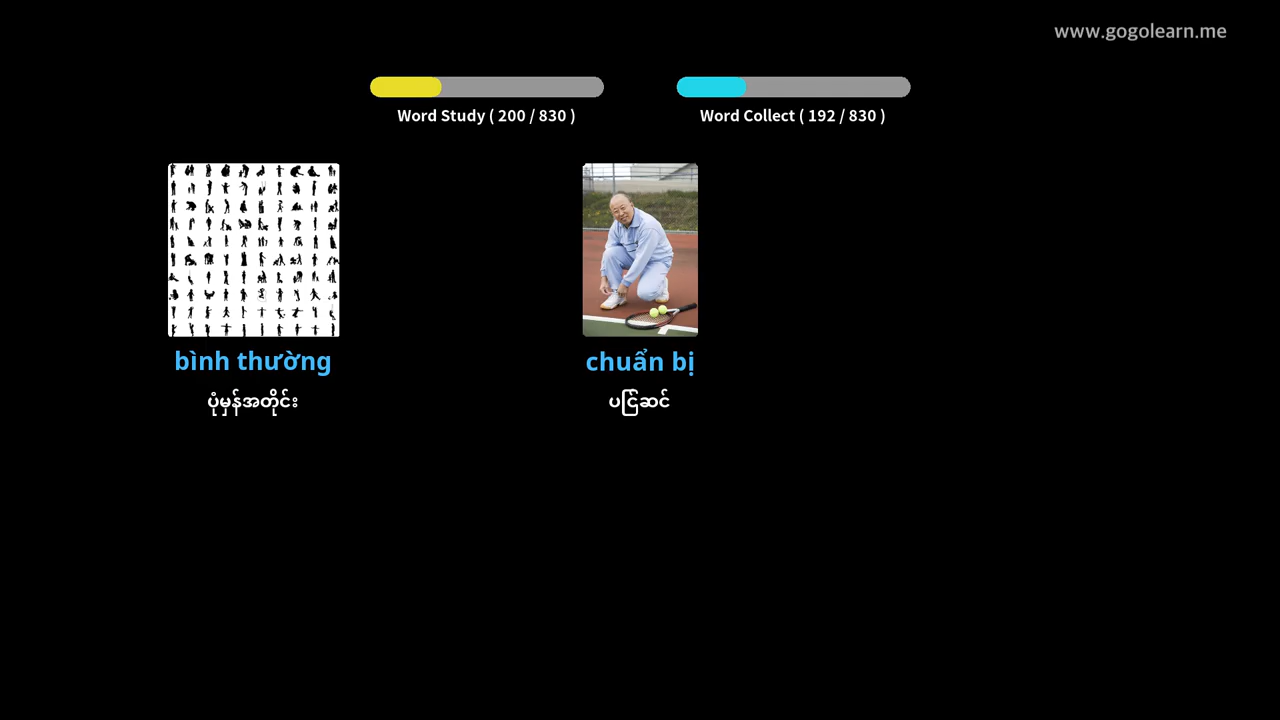 www.gogolearn.me
Word Study ( 200 / 830 )
Word Collect ( 192 / 830 )
bình thường
chuẩn bị
ပုံမှန်အတိုင်း
ပြင်ဆင်